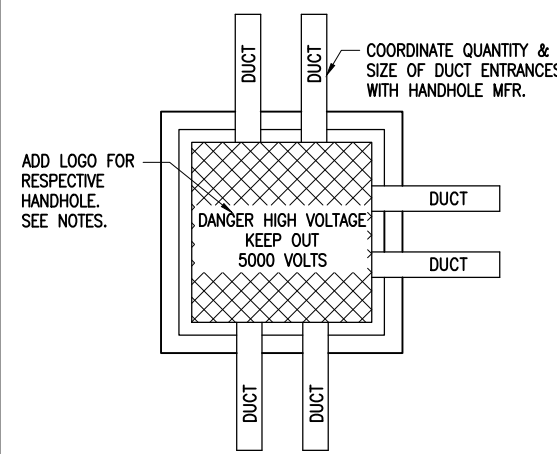 DUCT
DUCT
COORDINATE QUANTITY &
SIZE OF DUCT ENTRANCES
WITH HANDHOLE MFR.
ADD LOGO FOR
RESPECTIVE
HANDHOLE.
SEE NOTES.
DUCT
DANGER HIGH VOLTAGE
KEEP OUT
5000 VOLTS
DUCT
DUCT
DUCT